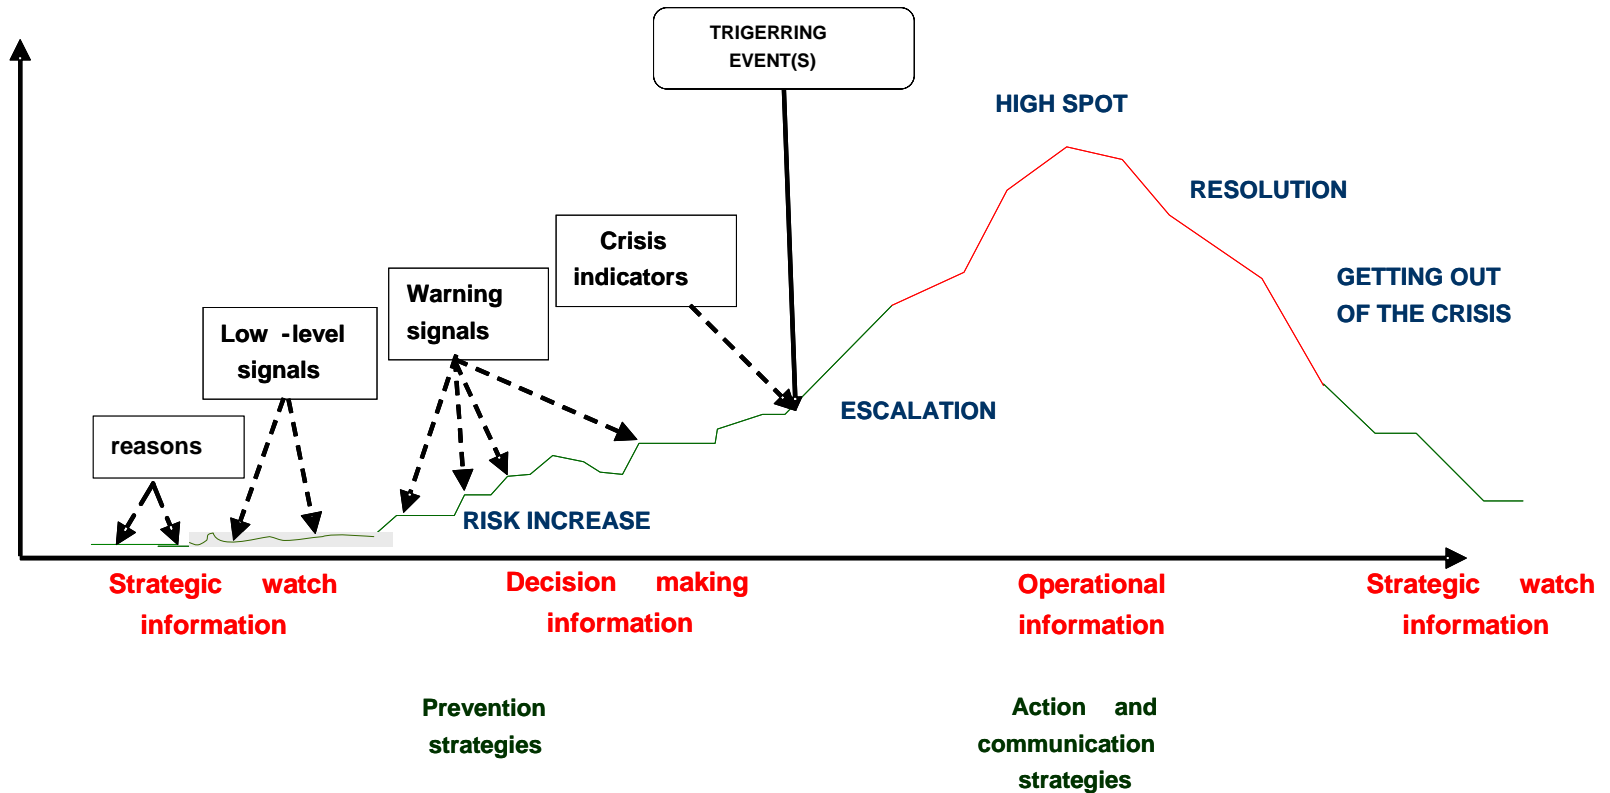 TRIGERRING
EVENT(S)
HIGH SPOT
RESOLUTION
Crisis
indicators
GETTING OUT
OF THE CRISIS
Warning
signals
Low -level
signals
ESCALATION
reasons
RISK INCREASE
Strategic watch
information
Decision making
information
Operational
information
Strategic watch
information
Prevention
strategies
Action and
communication
strategies